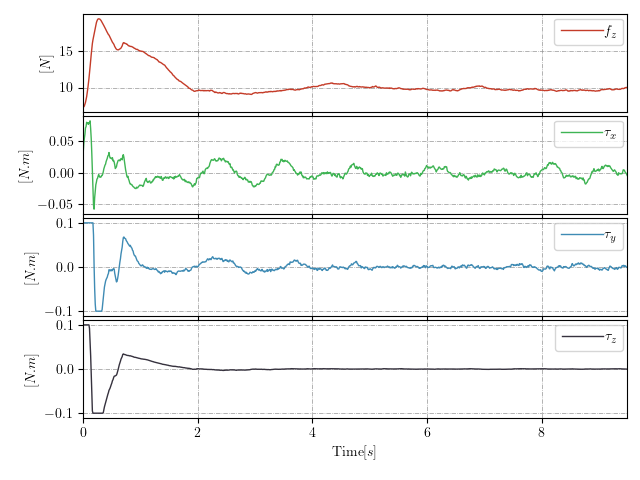 [N]
15
10
f_z
[N.m]
0.05
0.00
−0.05
τ_x
[N.m]
0.1
0.0
−0.1
τ_y
[N.m]
0.1
0.0
−0.1
τ_z
0 2 4 6 8
Time[s]